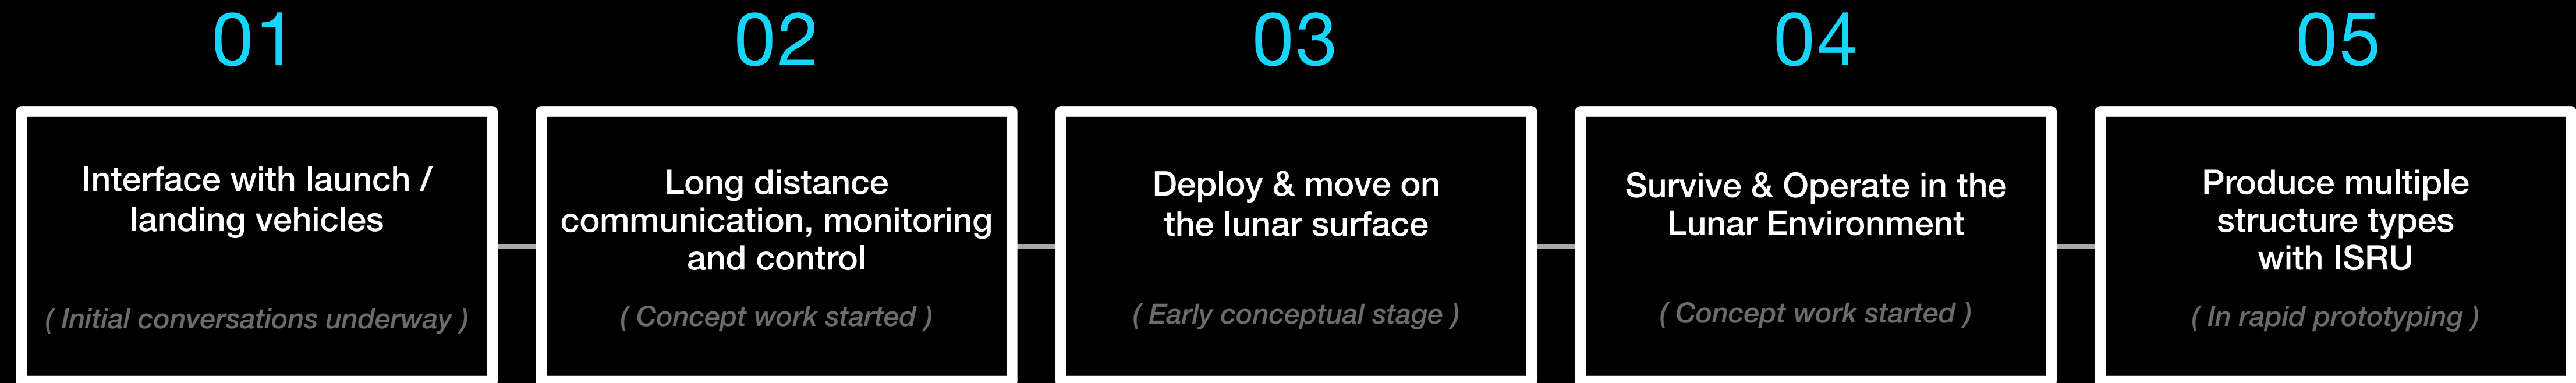 01
Interface with launch /
landing vehicles
( Initial conversations underway )
02
Long distance
communication, monitoring
and control
( Concept work started )
03
Deploy & move on
the lunar surface
( Early conceptual stage )
04
Survive & Operate in the
Lunar Environment
( Concept work started )
05
Produce multiple
structure types
with ISRU
( In rapid prototyping )